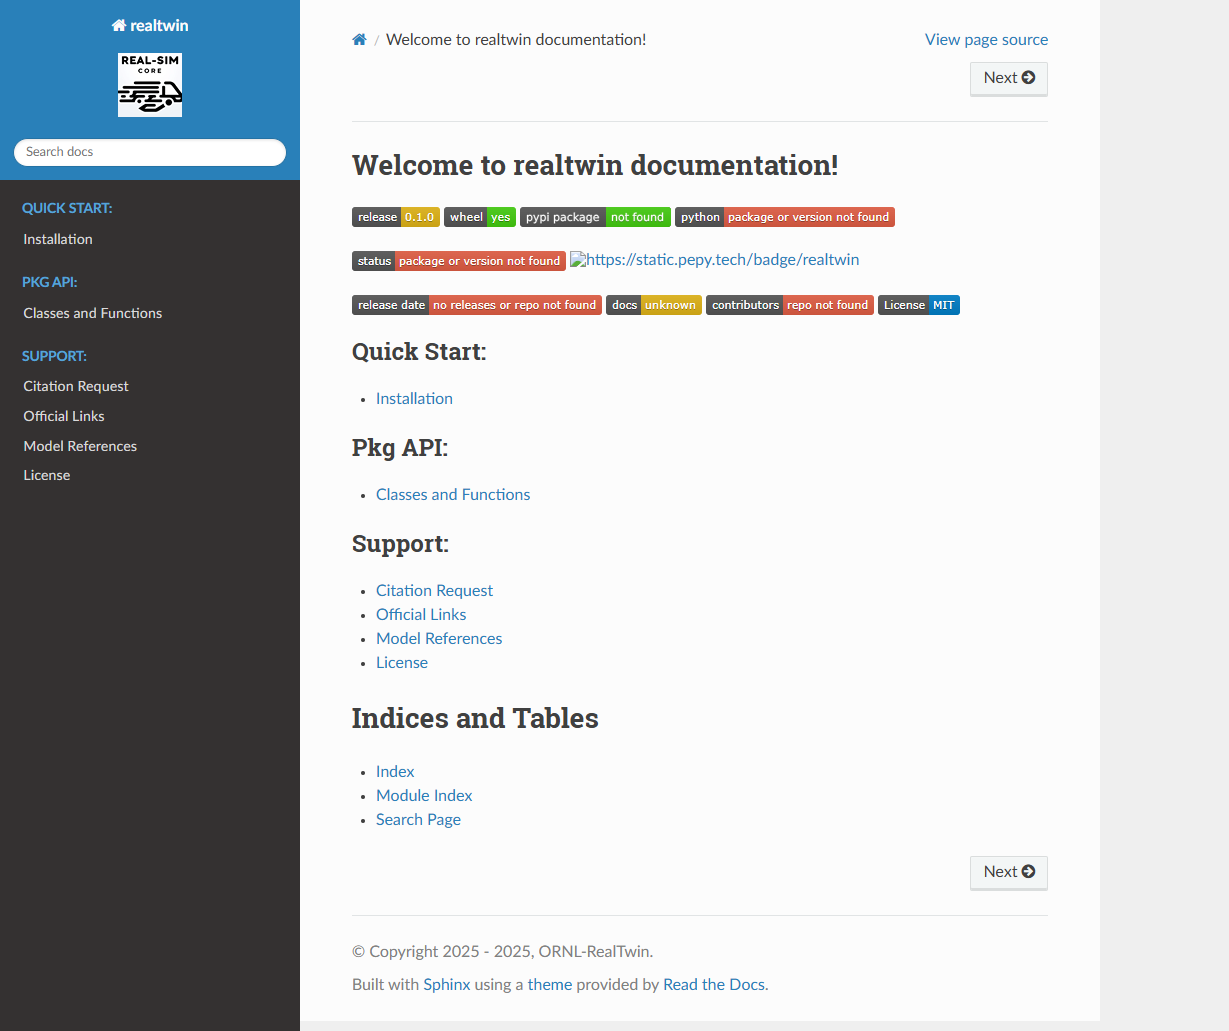 realtwin
REAL-SIM
CORE
Search docs
QUICK START:
Installation
PKG API:
Classes and Functions
SUPPORT:
Citation Request
Official Links
Model References
License
/ Welcome to realtwin documentation!
View page source
Next
Welcome to realtwin documentation!
release 0.1.0 wheel yes pypi package not found python package or version not found
status package or version not found https://static.pepy.tech/badge/realtwin
release date no releases or repo not found docs unknown contributors repo not found License MIT
Quick Start:
• Installation
Pkg API:
• Classes and Functions
Support:
• Citation Request
• Official Links
• Model References
• License
Indices and Tables
• Index
• Module Index
• Search Page
Next
© Copyright 2025 - 2025, ORNL-RealTwin.
Built with Sphinx using a theme provided by Read the Docs.